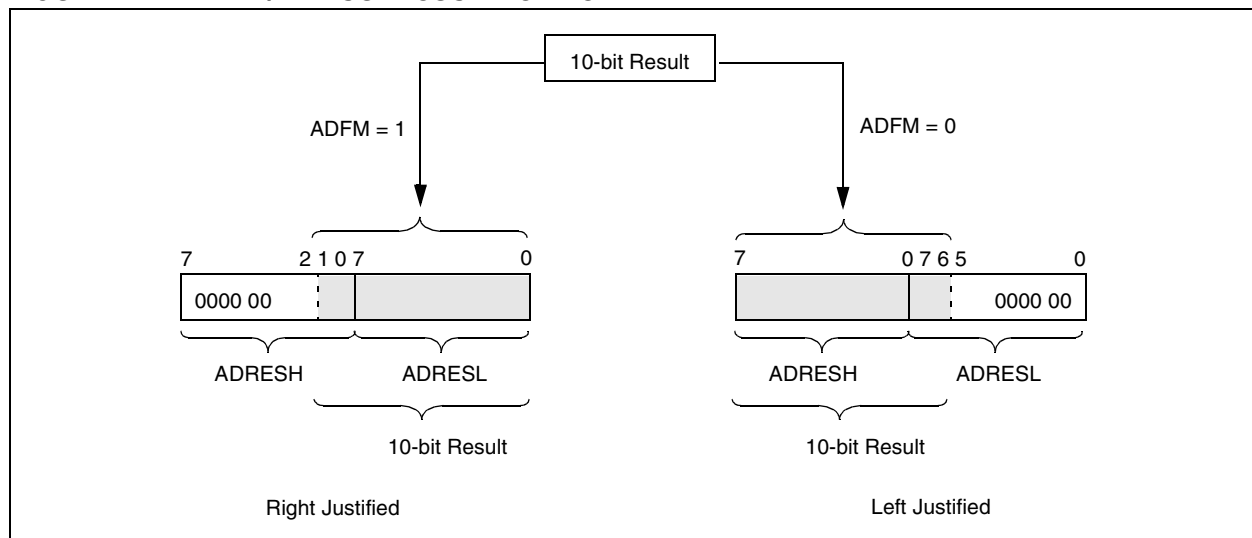 10-bit Result
ADFM = 1
ADFM = 0
7 2 1 0 7 0
7 0 7 6 5 0
0000 00
0000 00
ADRESH ADRESL
ADRESH ADRESL
10-bit Result
10-bit Result
Right Justified
Left Justified